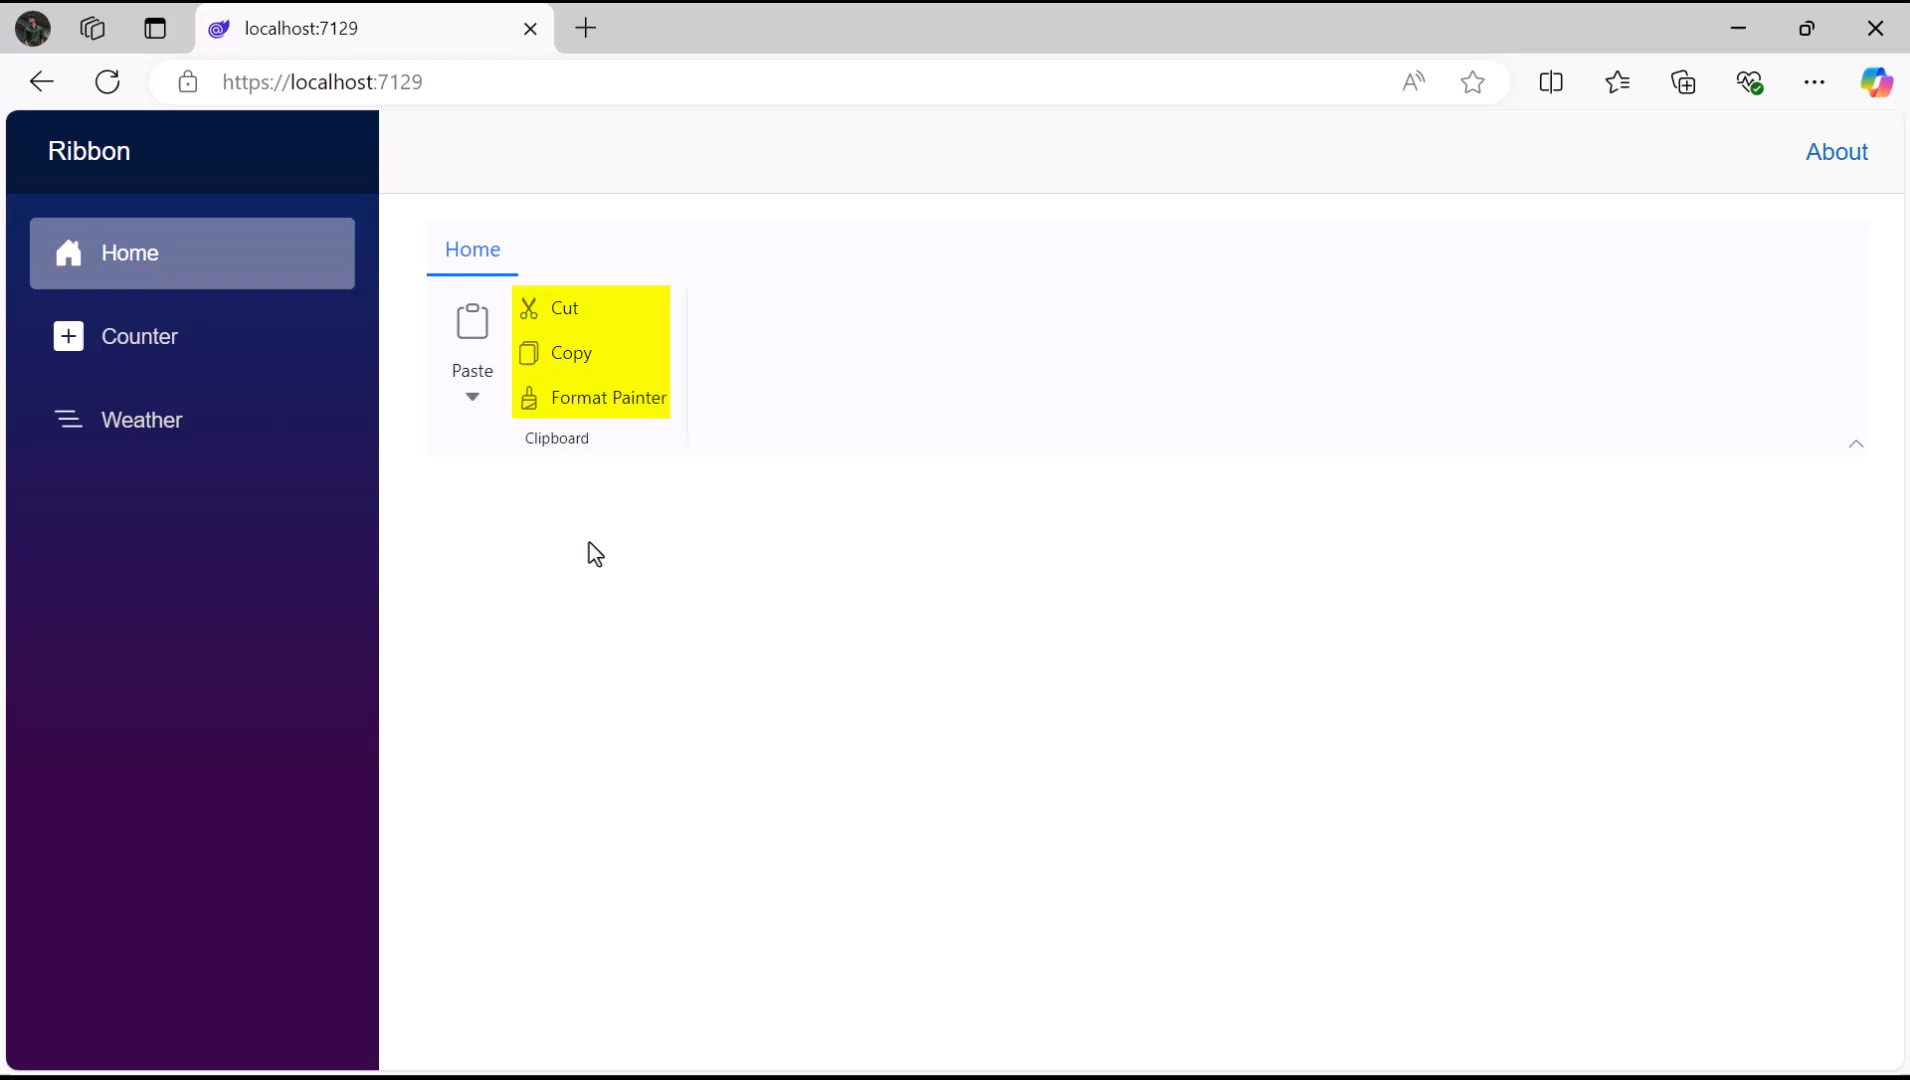 localhost:7129
https://localhost:7129
Ribbon
About
Home
Counter
Weather
Home
Paste
Cut
Copy
Format Painter
Clipboard